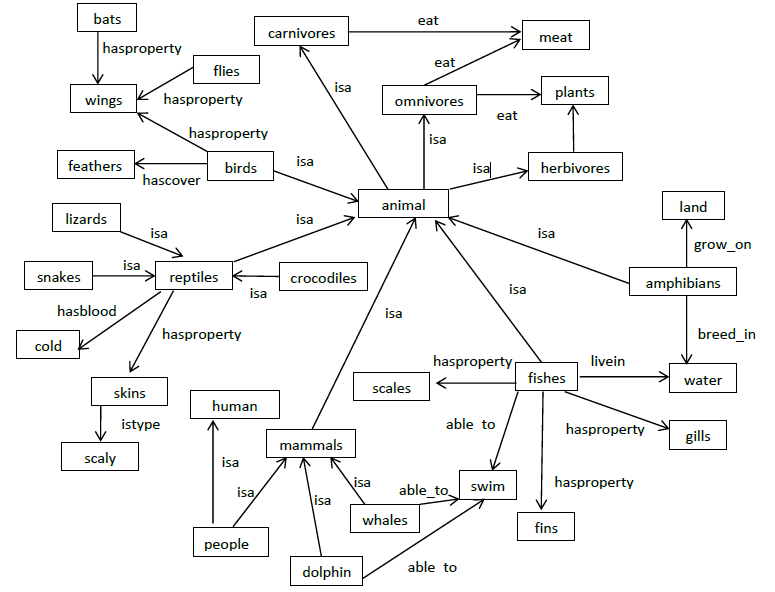 bats
carnivores
eat
meat
hasproperty
flies
eat
isa
wings
hasproperty
omnivores
plants
eat
hasproperty
isa
feathers
birds
isa
isa
herbivores
hascover
animal
land
lizards
isa
isa
isa
grow_on
snakes
isa
reptiles
crocodiles
isa
isa
amphibians
hasblood
isa
hasproperty
breed_in
cold
hasproperty
livein
scales
fishes
water
skins
human
istype
able to
hasproperty
gills
mammals
scaly
isa
isa
isa
isa
able_to
swim
hasproperty
whales
fins
people
dolphin
able to